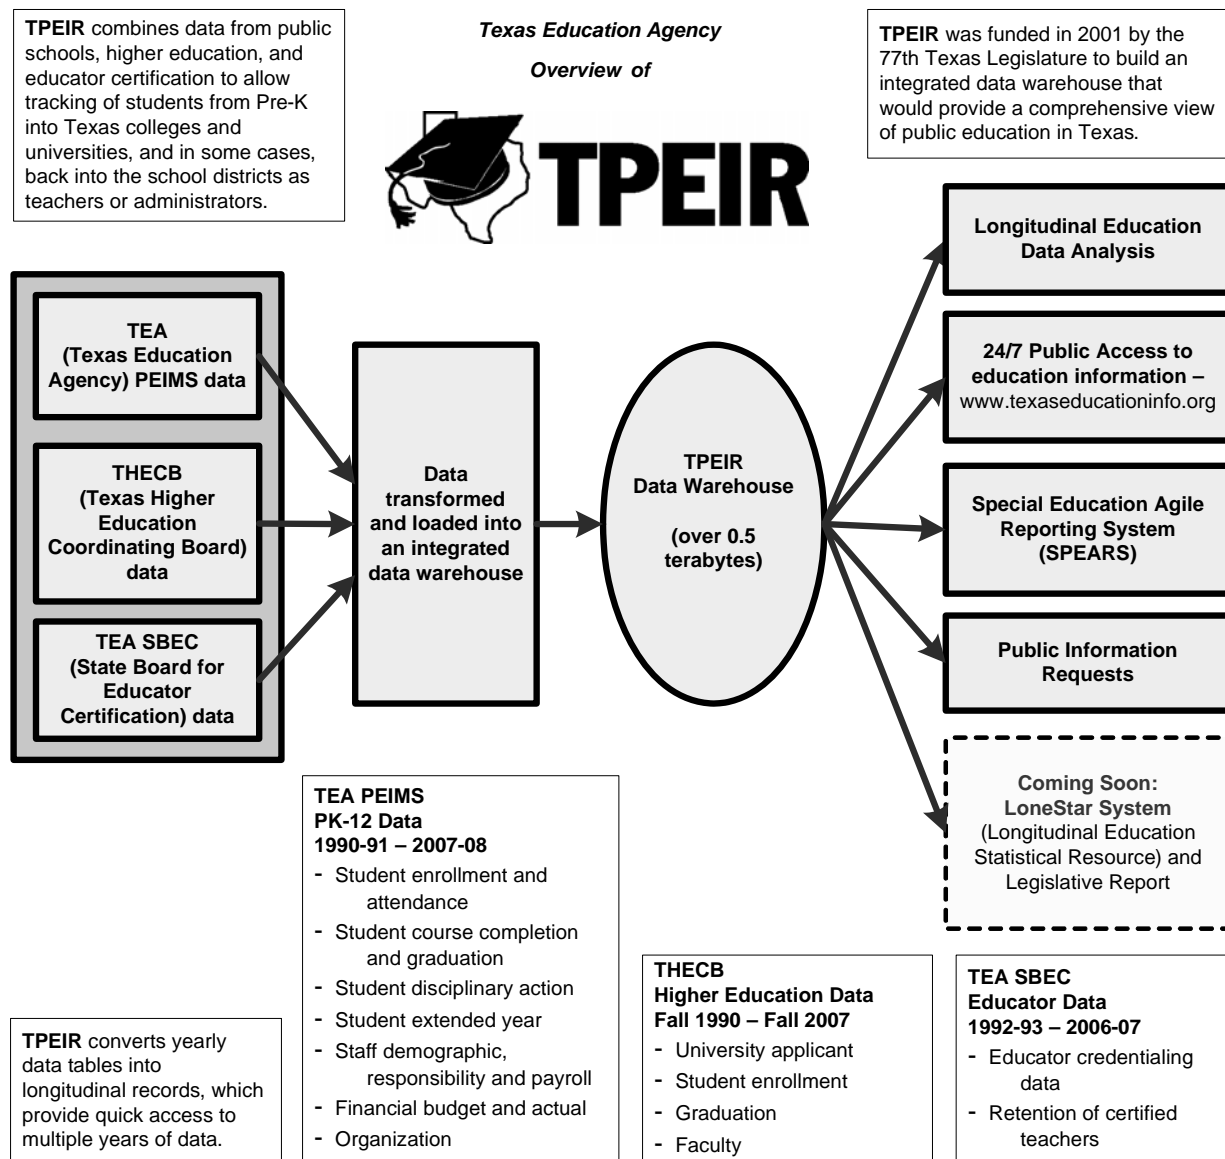 TPEIR combines data from public
schools, higher education, and
educator certification to allow
tracking of students from Pre-K
into Texas colleges and
universities, and in some cases,
back into the school districts as
teachers or administrators.
Texas Education Agency
Overview of
TPEIR
TPEIR was funded in 2001 by the
77th Texas Legislature to build an
integrated data warehouse that
would provide a comprehensive view
of public education in Texas.
TEA
(Texas Education
Agency) PEIMS data
THECB
(Texas Higher
Education
Coordinating Board)
data
TEA SBEC
(State Board for
Educator
Certification) data
Data
transformed
and loaded into
an integrated
data warehouse
TPEIR
Data Warehouse
(over 0.5
terabytes)
Longitudinal Education
Data Analysis
24/7 Public Access to
education information –
www.texaseducationinfo.org
Special Education Agile
Reporting System
(SPEARS)
Public Information
Requests
Coming Soon:
LoneStar System
(Longitudinal Education
Statistical Resource) and
Legislative Report
TPEIR converts yearly
data tables into
longitudinal records, which
provide quick access to
multiple years of data.
TEA PEIMS
PK-12 Data
1990-91 – 2007-08
- Student enrollment and
attendance
- Student course completion
and graduation
- Student disciplinary action
- Student extended year
- Staff demographic,
responsibility and payroll
- Financial budget and actual
- Organization
THECB
Higher Education Data
Fall 1990 – Fall 2007
- University applicant
- Student enrollment
- Graduation
- Faculty
TEA SBEC
Educator Data
1992-93 – 2006-07
- Educator credentialing
data
- Retention of certified
teachers